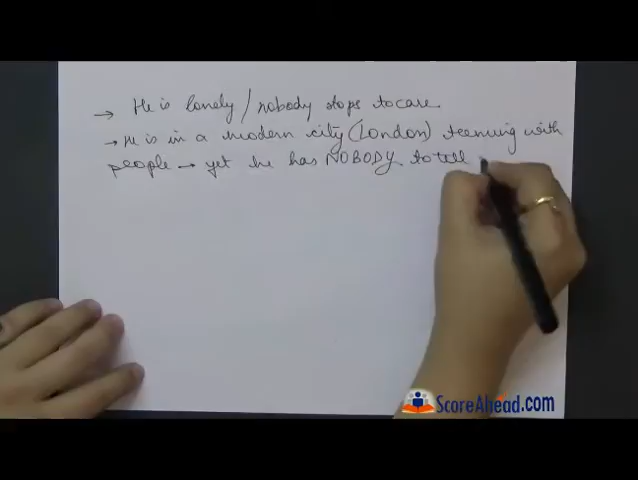 → He is lonely / nobody stops to care
→ He is in a modern city (London) teeming with
people → yet he has NOBODY to tell
ScoreAhead.com